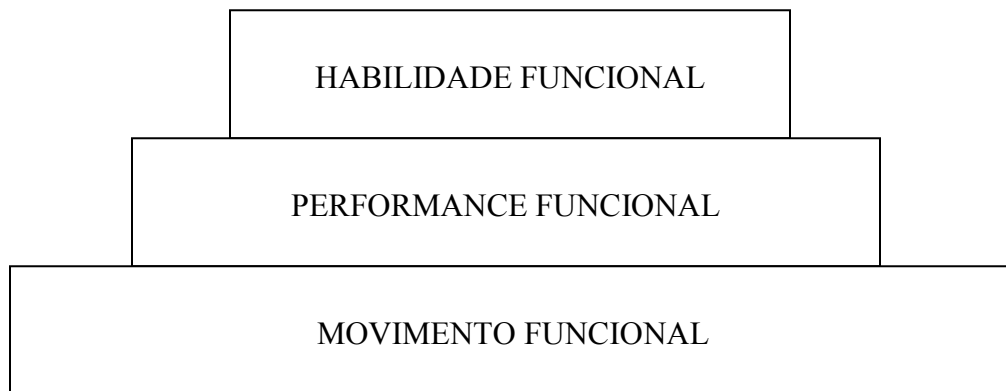 HABILIDADE FUNCIONAL
PERFORMANCE FUNCIONAL
MOVIMENTO FUNCIONAL